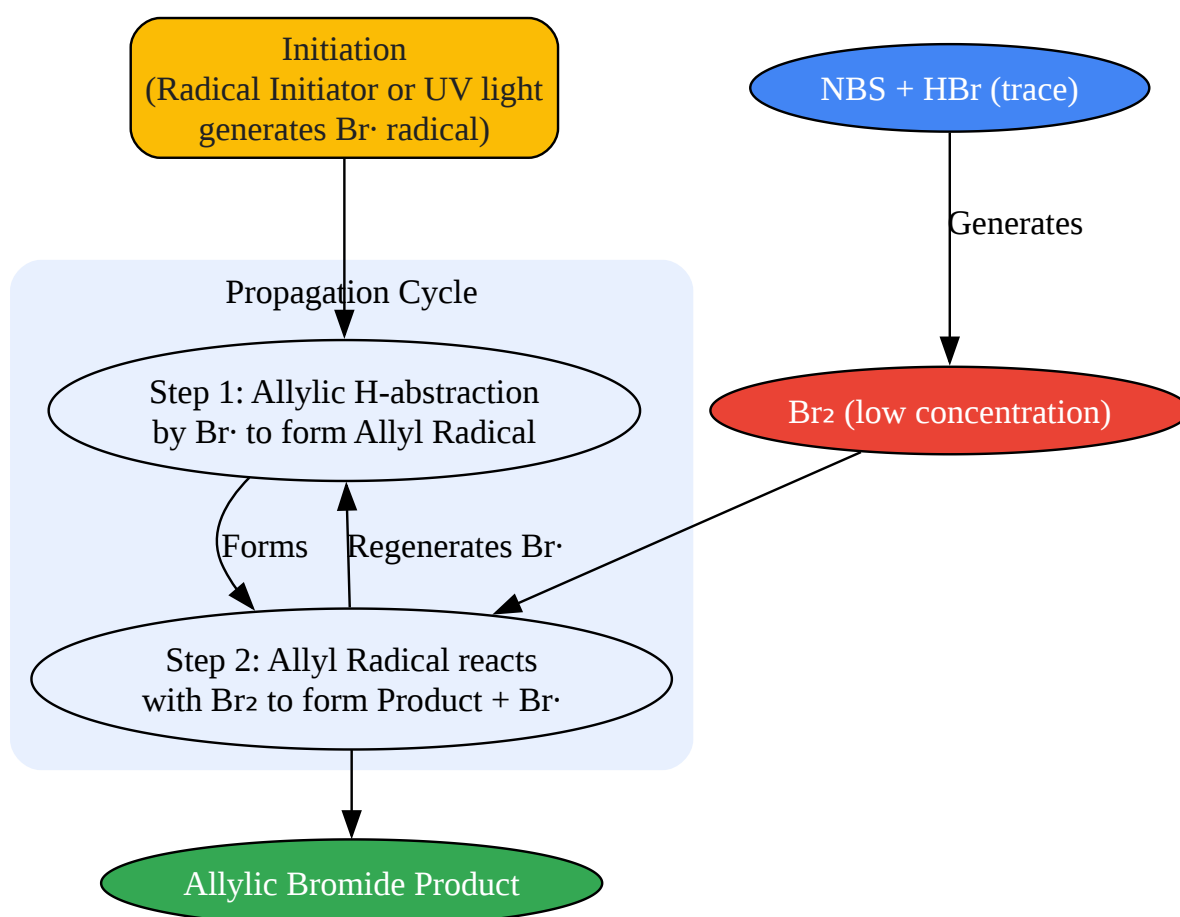 Initiation
(Radical Initiator or UV light
generates Br· radical)
NBS + HBr (trace)
Generates
Propagation Cycle
Step 1: Allylic H-abstraction
by Br· to form Allyl Radical
Br₂ (low concentration)
Forms
Regenerates Br·
Step 2: Allyl Radical reacts
with Br₂ to form Product + Br·
Allylic Bromide Product